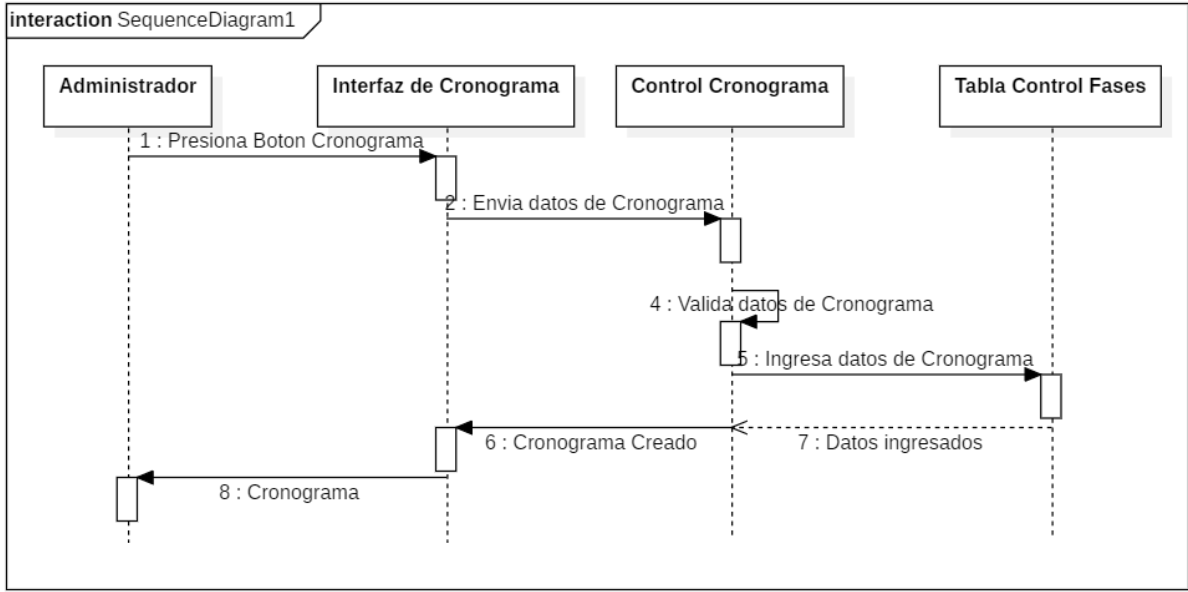 interaction SequenceDiagram1
Administrador
Interfaz de Cronograma
Control Cronograma
Tabla Control Fases
1 : Presiona Boton Cronograma
2 : Envia datos de Cronograma
4 : Valida datos de Cronograma
5 : Ingresa datos de Cronograma
6 : Cronograma Creado
7 : Datos ingresados
8 : Cronograma